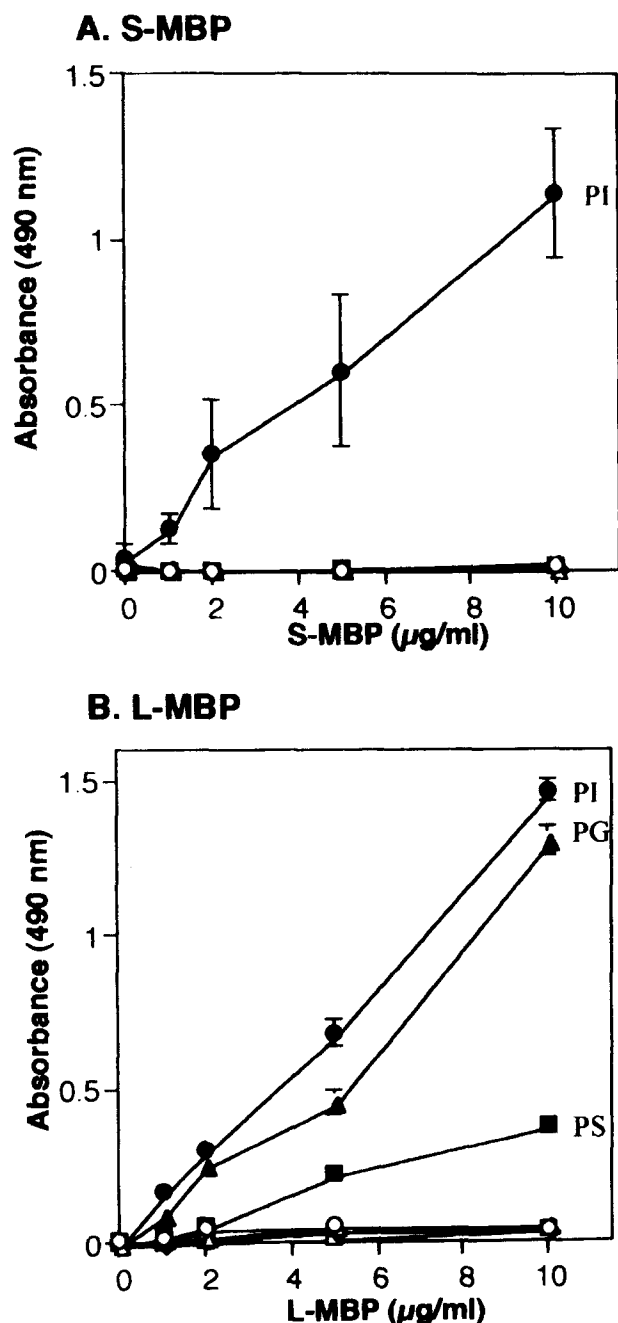 A. S-MBP
Absorbance (490 nm)
1.5
1
0.5
0
PI
0 2 4 6 8 10
S-MBP (µg/ml)
B. L-MBP
Absorbance (490 nm)
1.5
1
0.5
0
PI
PG
PS
0 2 4 6 8 10
L-MBP (µg/ml)